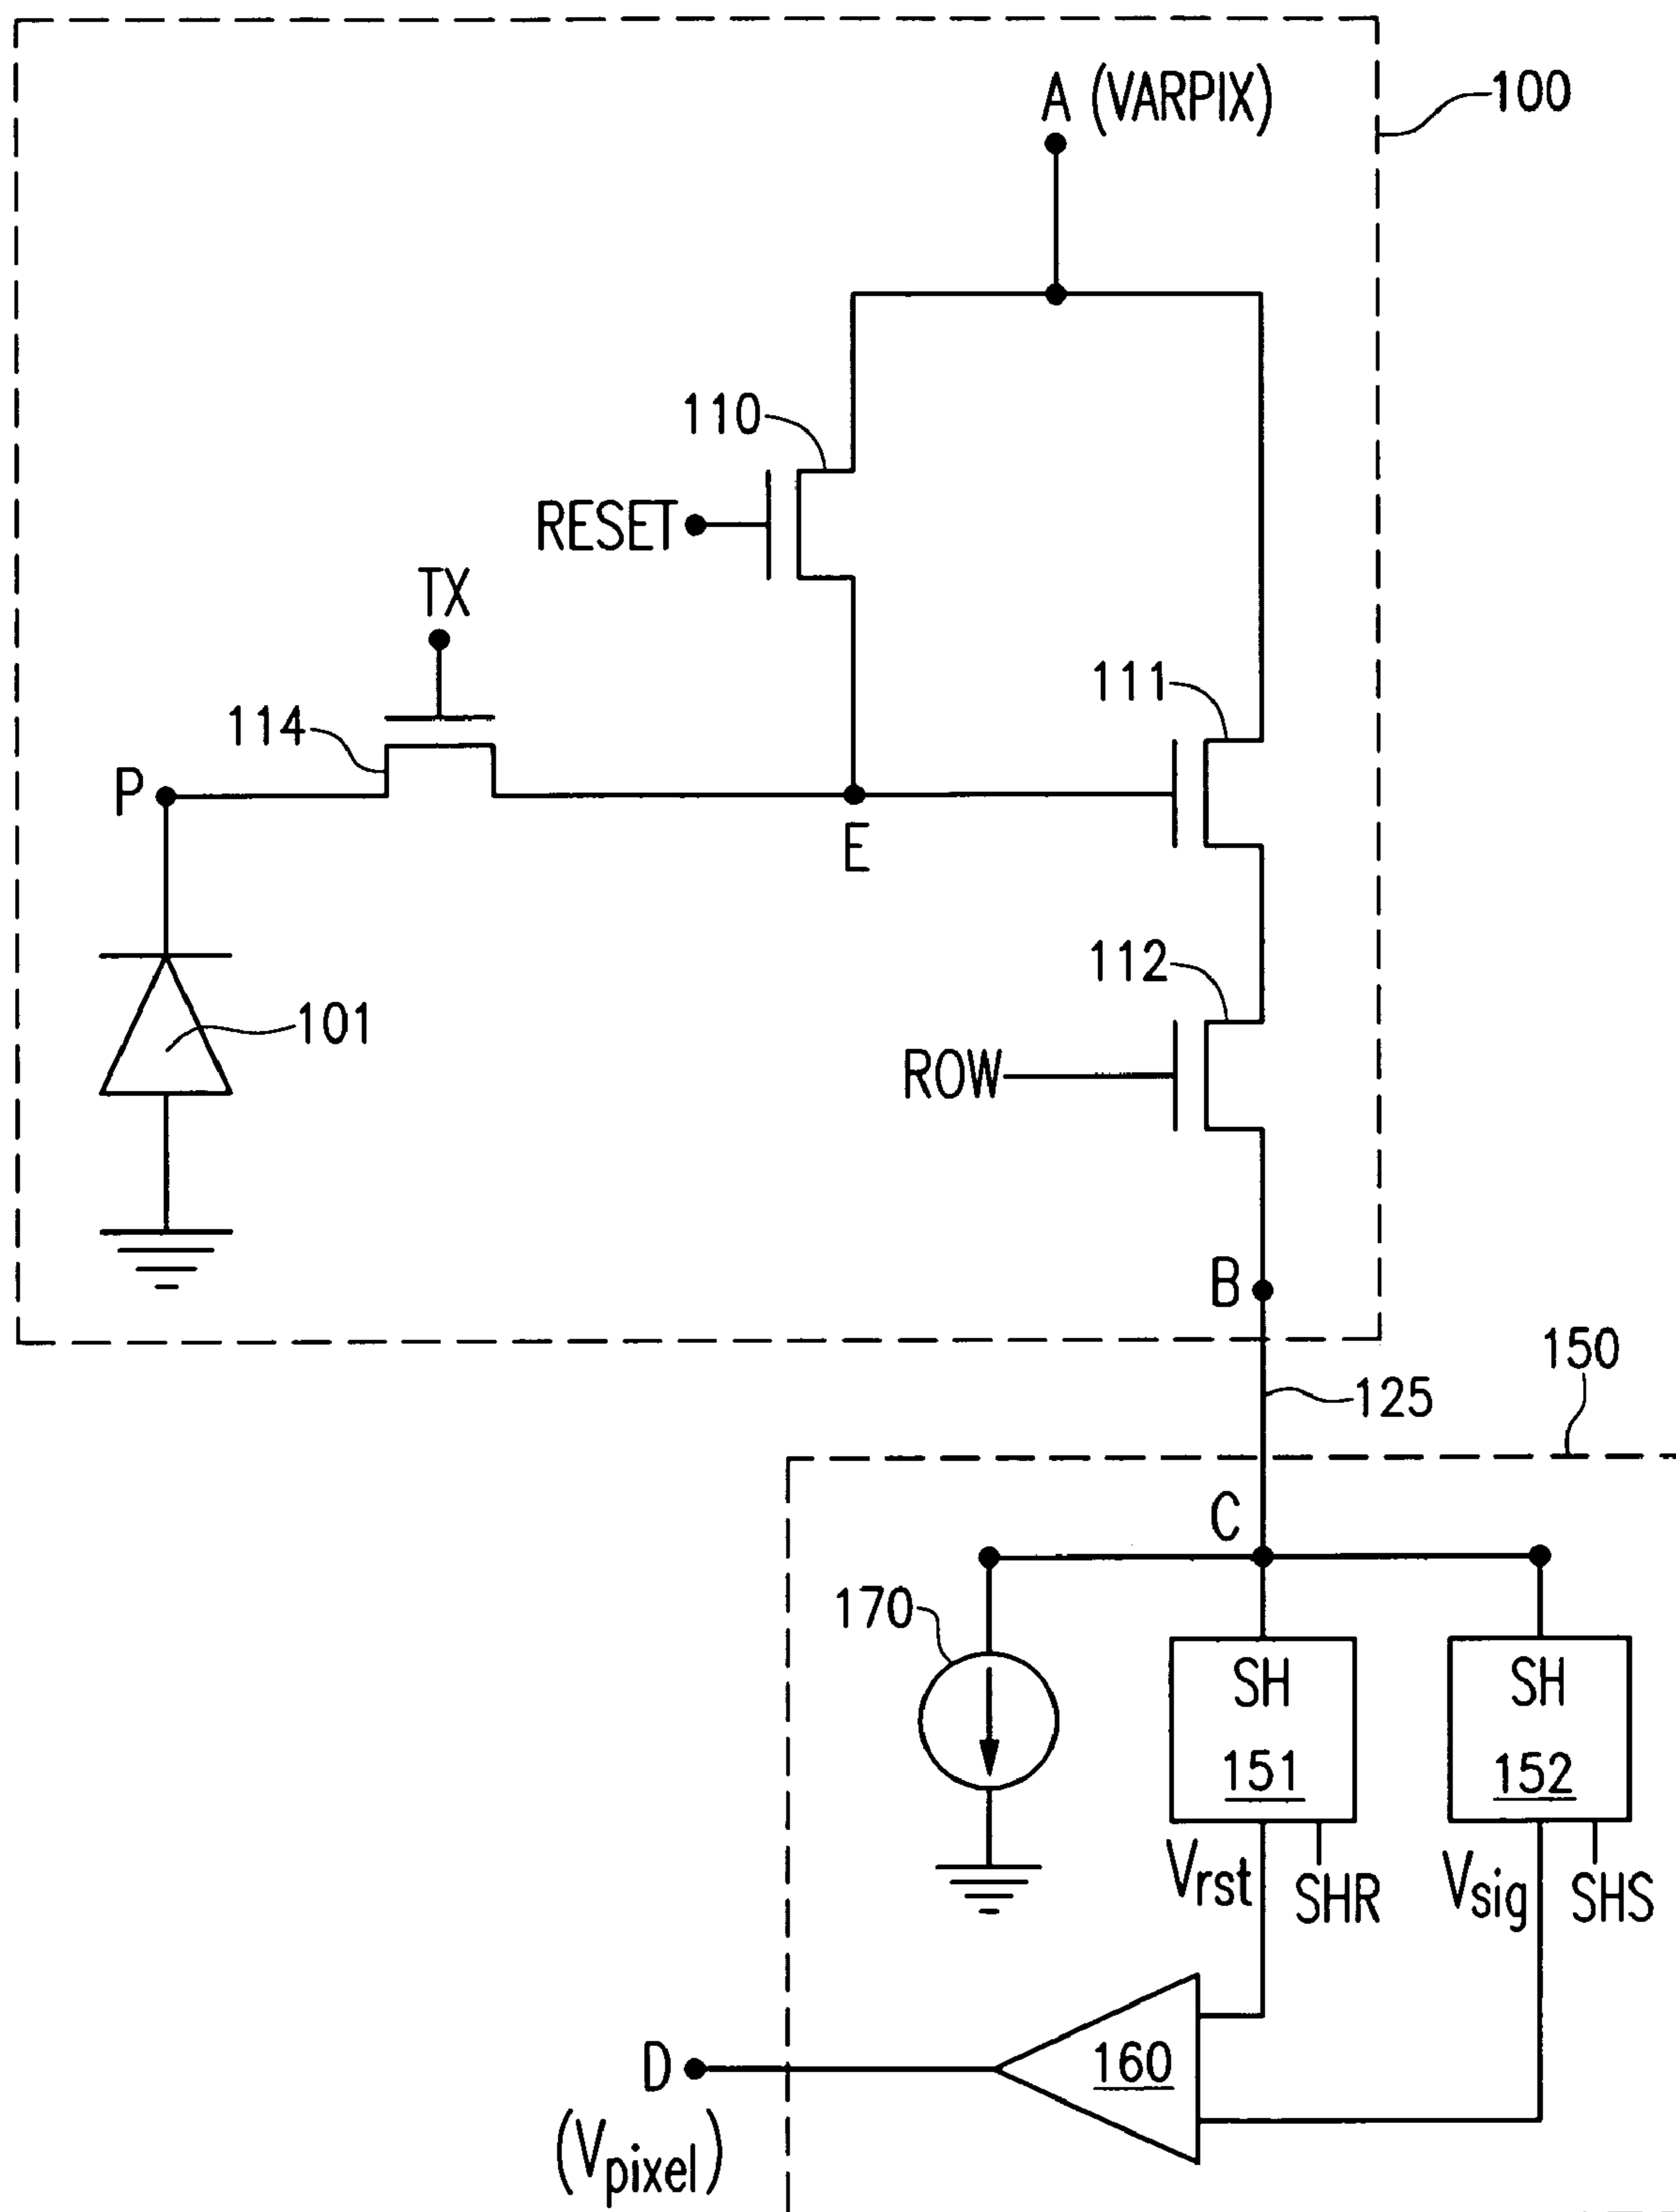 A (VARPIX)
100
110
RESET
TX
111
114
P
E
112
101
ROW
B
150
125
C
170
SH
SH
151
152
Vrst
SHR
Vsig
SHS
160
D
(Vpixel)